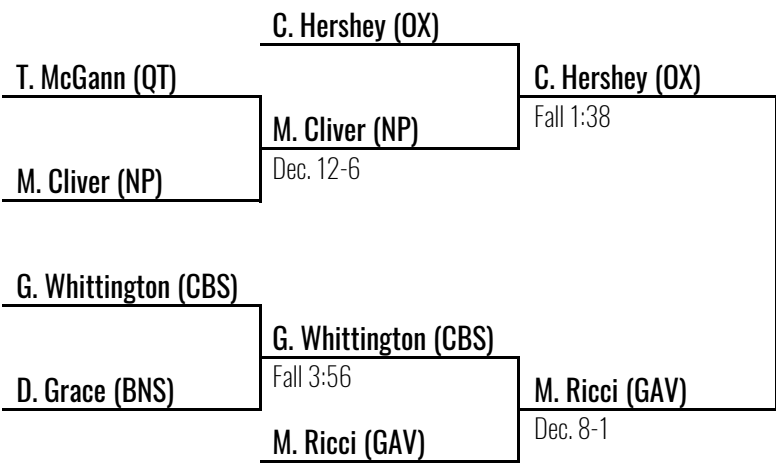 C. Hershey (OX)
T. McGann (QT)
C. Hershey (OX)
Fall 1:38
M. Cliver (NP)
Dec. 12-6
M. Cliver (NP)
G. Whittington (CBS)
G. Whittington (CBS)
Fall 3:56
D. Grace (BNS)
M. Ricci (GAV)
Dec. 8-1
M. Ricci (GAV)